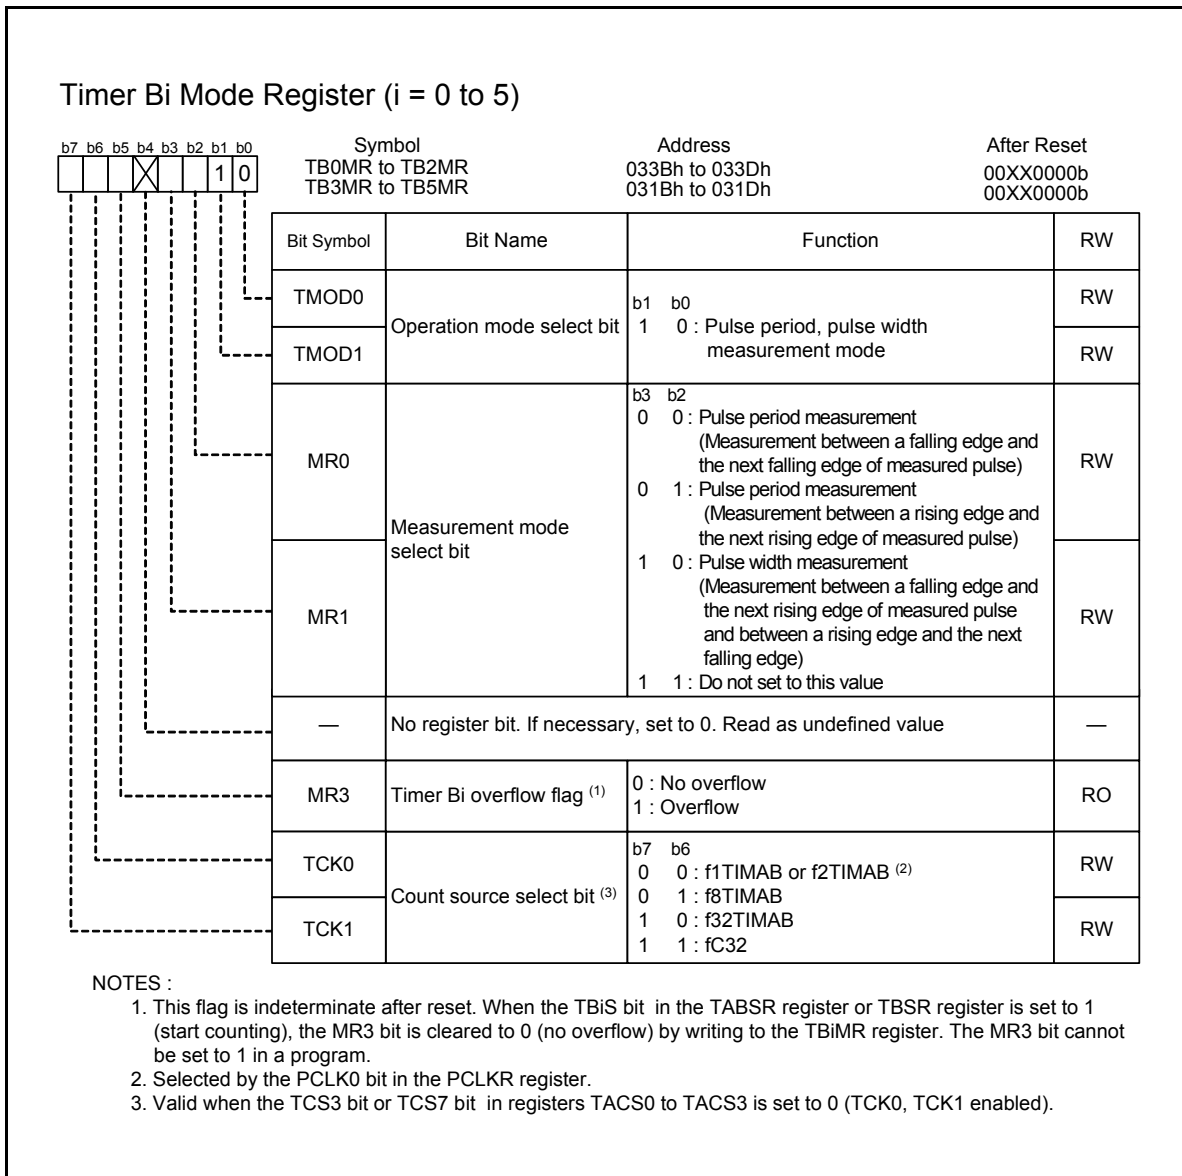 Timer Bi Mode Register (i = 0 to 5)
b7 b6 b5 b4 b3 b2 b1 b0
1 0
Symbol Address After Reset
TB0MR to TB2MR 033Bh to 033Dh 00XX0000b
TB3MR to TB5MR 031Bh to 031Dh 00XX0000b
Bit Symbol Bit Name Function RW
TMOD0 RW
Operation mode select bit
b1 b0
1 0 : Pulse period, pulse width
measurement mode
TMOD1 RW
MR0 RW
Measurement mode
select bit
b3 b2
0 0 : Pulse period measurement
(Measurement between a falling edge and
the next falling edge of measured pulse)
0 1 : Pulse period measurement
(Measurement between a rising edge and
the next rising edge of measured pulse)
1 0 : Pulse width measurement
(Measurement between a falling edge and
the next rising edge of measured pulse
and between a rising edge and the next
falling edge)
1 1 : Do not set to this value
MR1 RW
— No register bit. If necessary, set to 0. Read as undefined value —
MR3 Timer Bi overflow flag (1) RO
0 : No overflow
1 : Overflow
TCK0 RW
Count source select bit (3)
b7 b6
0 0 : f1TIMAB or f2TIMAB (2)
0 1 : f8TIMAB
1 0 : f32TIMAB
1 1 : fC32
TCK1 RW
NOTES :
1. This flag is indeterminate after reset. When the TBiS bit in the TABSR register or TBSR register is set to 1
(start counting), the MR3 bit is cleared to 0 (no overflow) by writing to the TBiMR register. The MR3 bit cannot
be set to 1 in a program.
2. Selected by the PCLK0 bit in the PCLKR register.
3. Valid when the TCS3 bit or TCS7 bit in registers TACS0 to TACS3 is set to 0 (TCK0, TCK1 enabled).